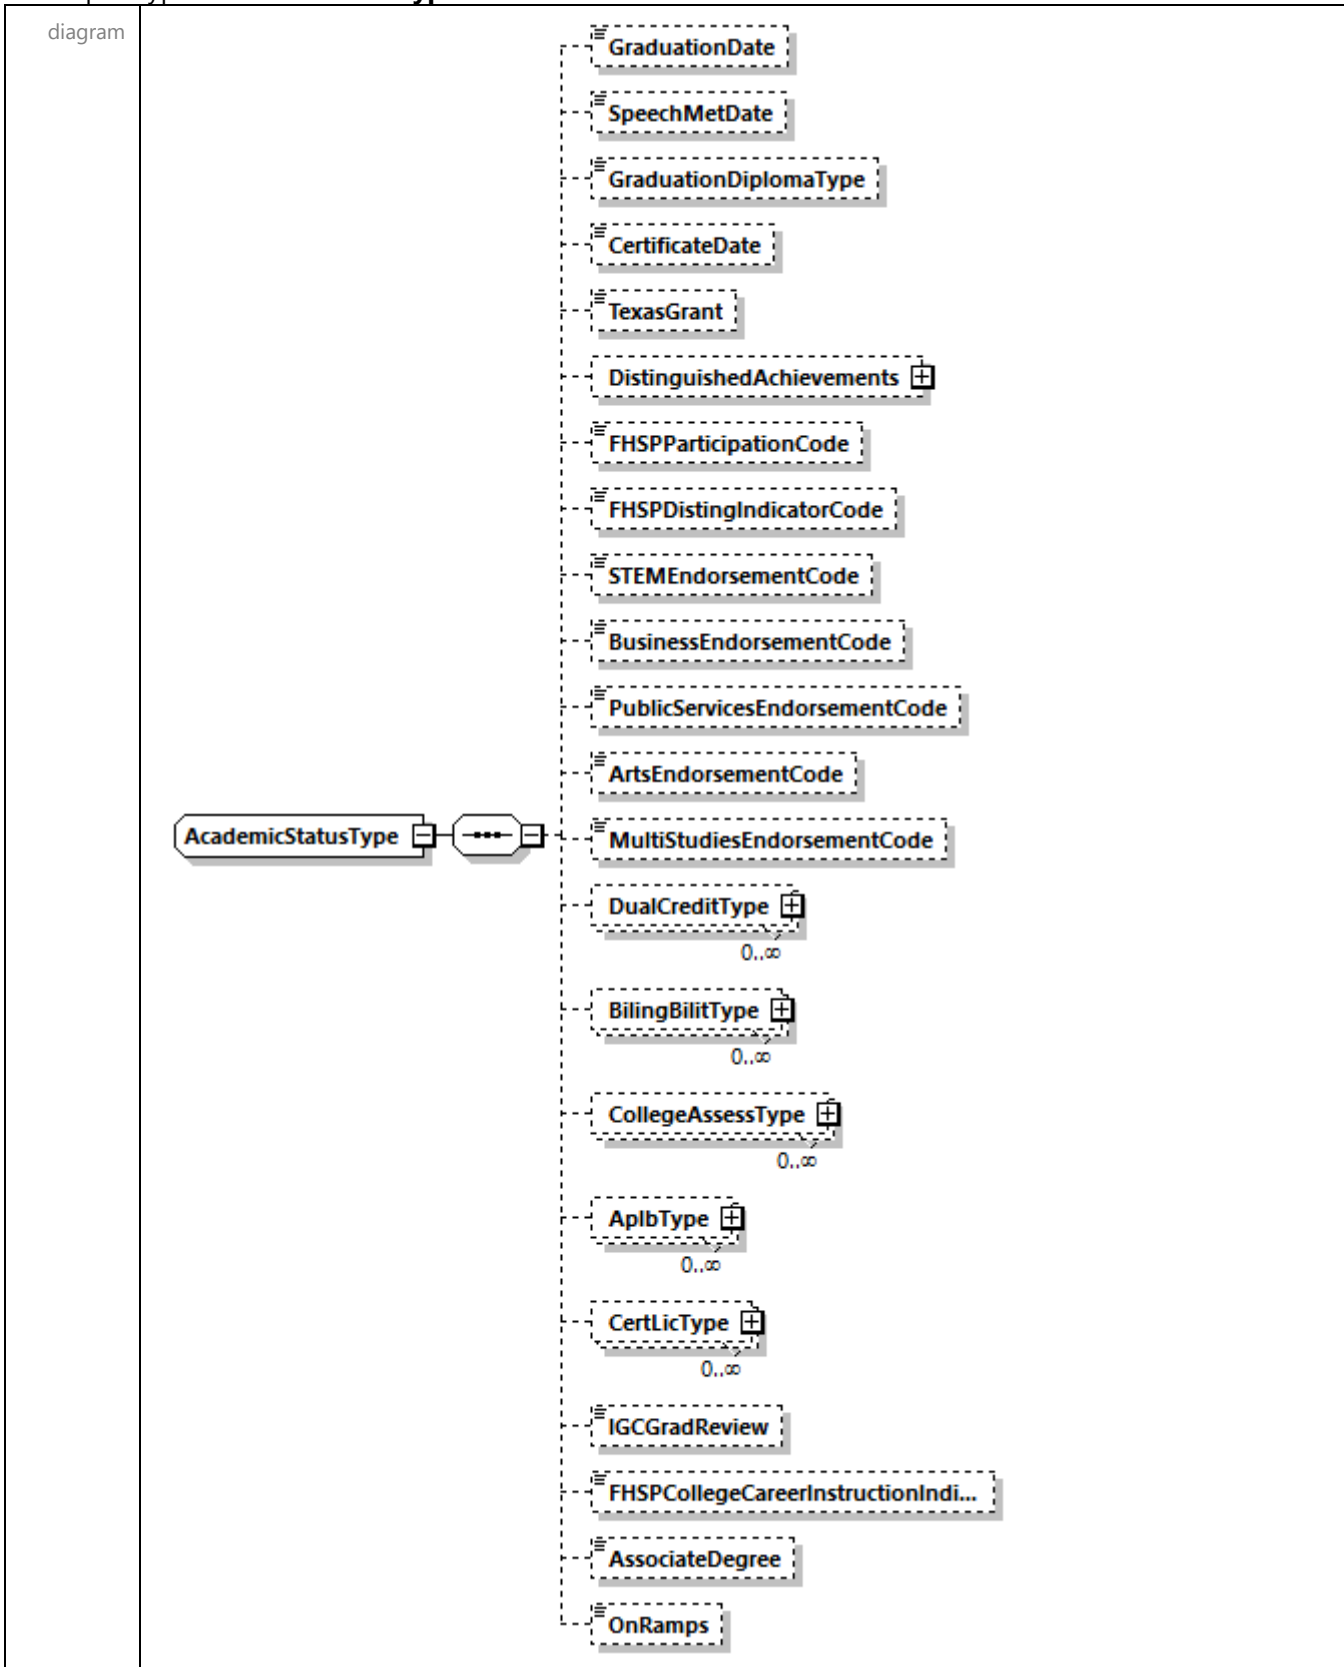 diagram
GraduationDate
SpeechMetDate
GraduationDiplomaType
CertificateDate
TexasGrant
DistinguishedAchievements
FHSPParticipationCode
FHSPDistingIndicatorCode
STEMEndorsementCode
BusinessEndorsementCode
PublicServicesEndorsementCode
ArtsEndorsementCode
AcademicStatusType
MultiStudiesEndorsementCode
DualCreditType
0..∞
BilingBilitType
0..∞
CollegeAssessType
0..∞
ApIbType
0..∞
CertLicType
0..∞
IGCGradReview
FHSPCollegeCareerInstructionIndi...
AssociateDegree
OnRamps